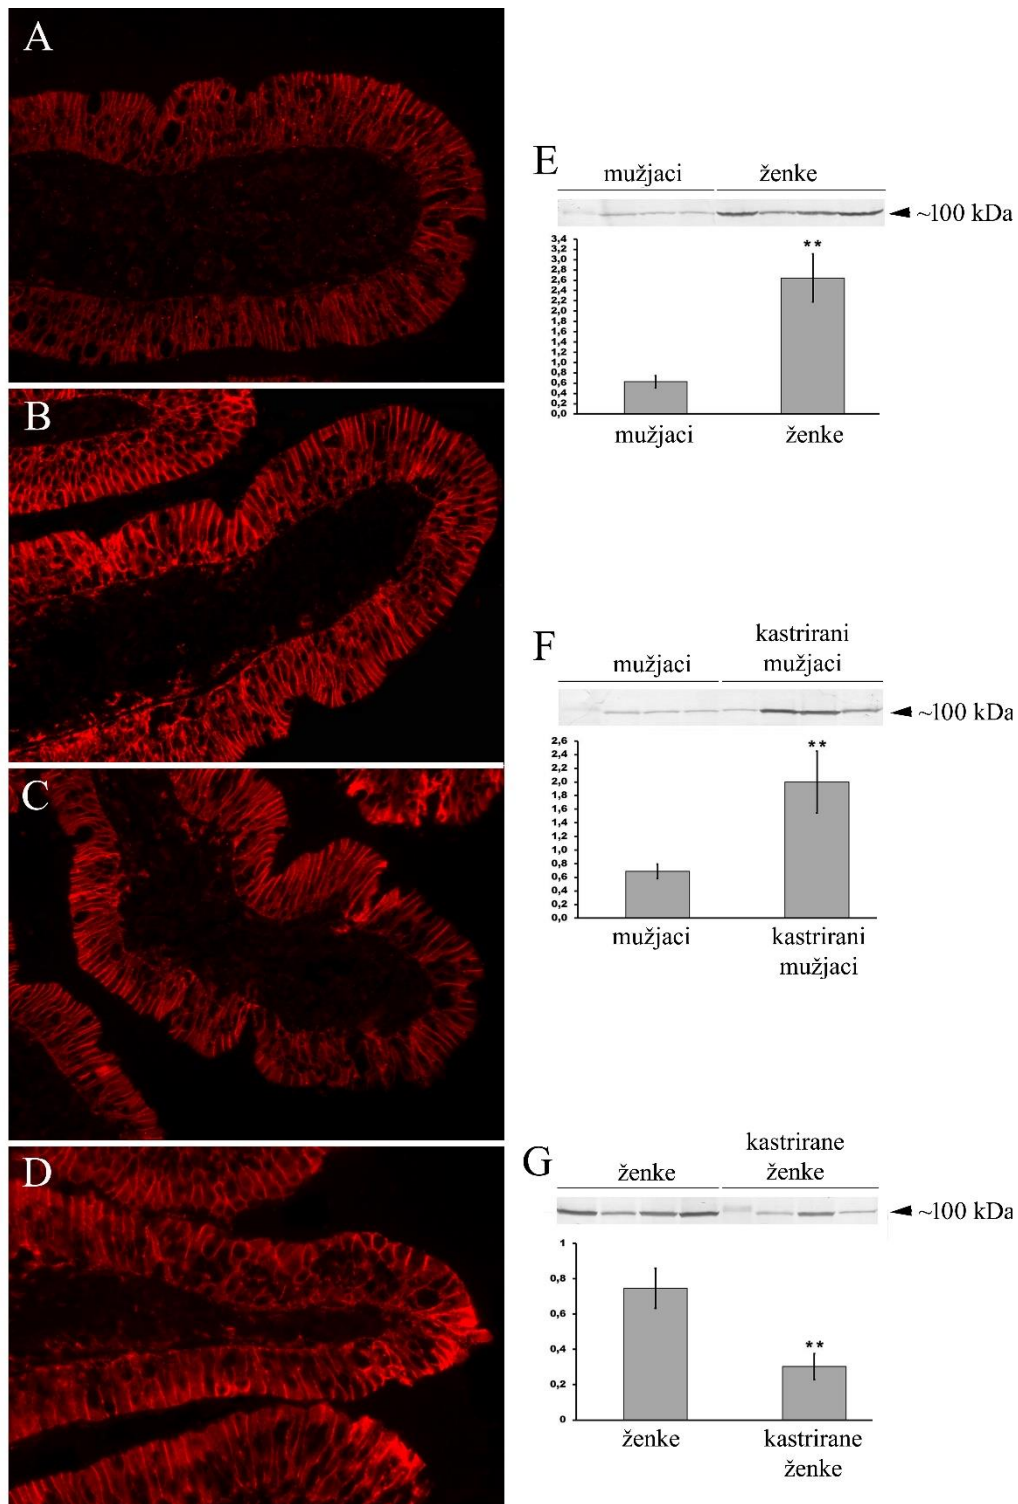 A
B
C
D
E
mužjaci ženke
~100 kDa
**
3,4
3,2
3,0
2,8
2,6
2,4
2,2
2,0
1,8
1,6
1,4
1,2
1,0
0,8
0,6
0,4
0,2
0,0
mužjaci ženke
F
mužjaci kastrirani
mužjaci
~100 kDa
**
2,6
2,4
2,2
2,0
1,8
1,6
1,4
1,2
1,0
0,8
0,6
0,4
0,2
0,0
mužjaci kastrirani
mužjaci
G
ženke kastrirane
ženke
~100 kDa
1
0,8
0,6
0,4
0,2
0
**
ženke kastrirane
ženke